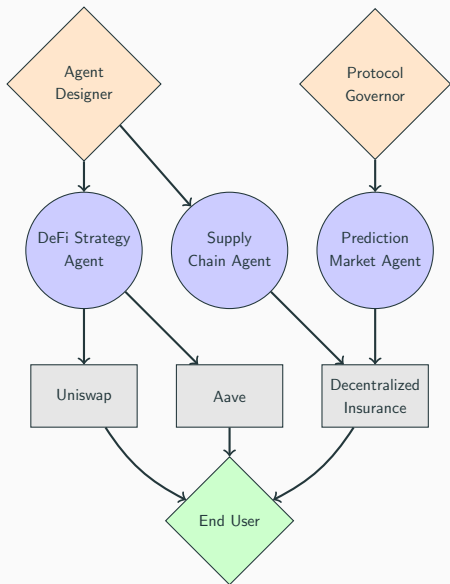 Agent
Designer
Protocol
Governor
DeFi Strategy
Agent
Supply
Chain Agent
Prediction
Market Agent
Uniswap
Aave
Decentralized
Insurance
End User